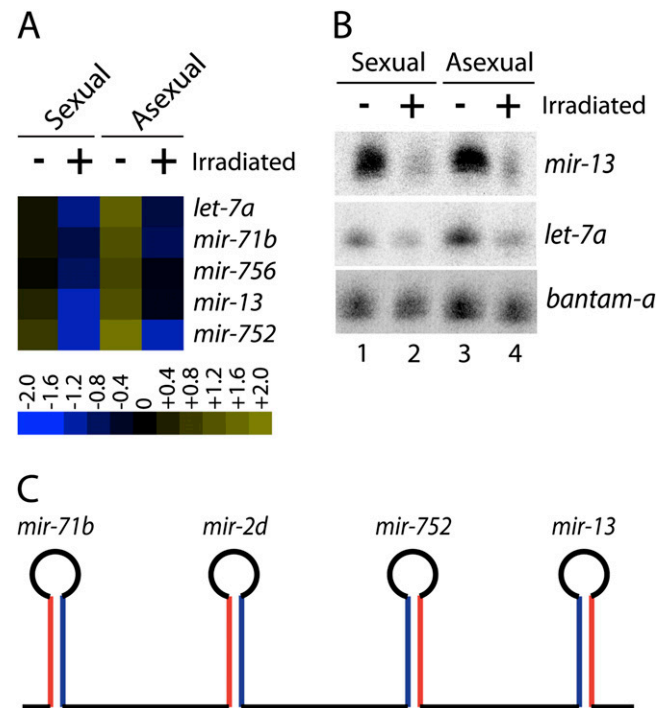 A
Sexual Asexual
- + - + Irradiated
let-7a
mir-71b
mir-756
mir-13
mir-752
-2.0 -1.6 -1.2 -0.8 -0.4 0 +0.4 +0.8 +1.2 +1.6 +2.0
B
Sexual Asexual
- + - + Irradiated
mir-13
let-7a
bantam-a
1 2 3 4
C
mir-71b mir-2d mir-752 mir-13